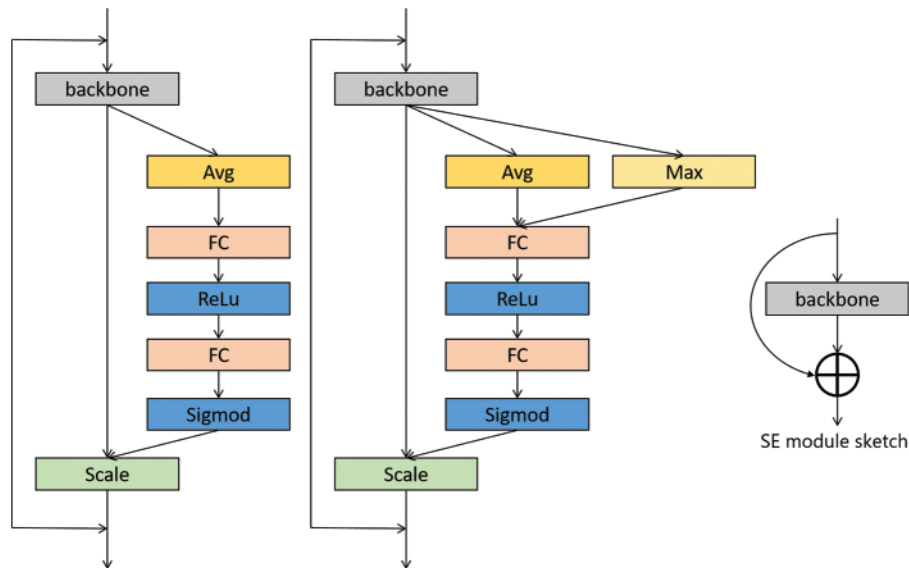 backbone
Avg
FC
ReLu
FC
Sigmod
Scale
backbone
Avg
Max
FC
ReLu
FC
Sigmod
Scale
backbone
SE module sketch